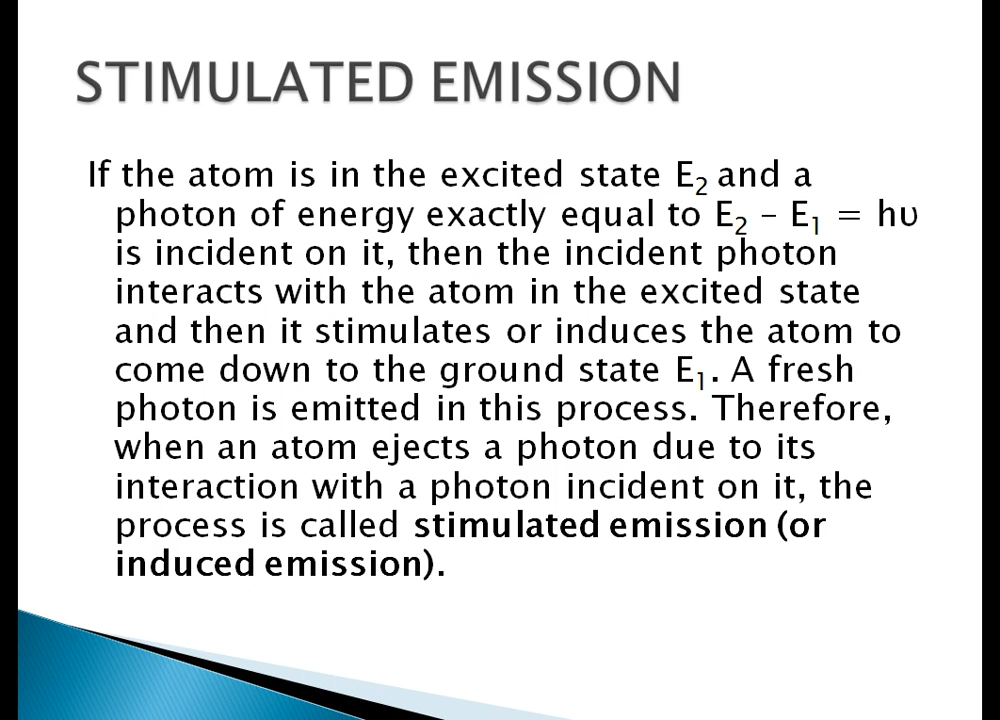 STIMULATED EMISSION
If the atom is in the excited state E₂ and a
photon of energy exactly equal to E₂ – E₁ = hυ
is incident on it, then the incident photon
interacts with the atom in the excited state
and then it stimulates or induces the atom to
come down to the ground state E₁. A fresh
photon is emitted in this process. Therefore,
when an atom ejects a photon due to its
interaction with a photon incident on it, the
process is called stimulated emission (or
induced emission).